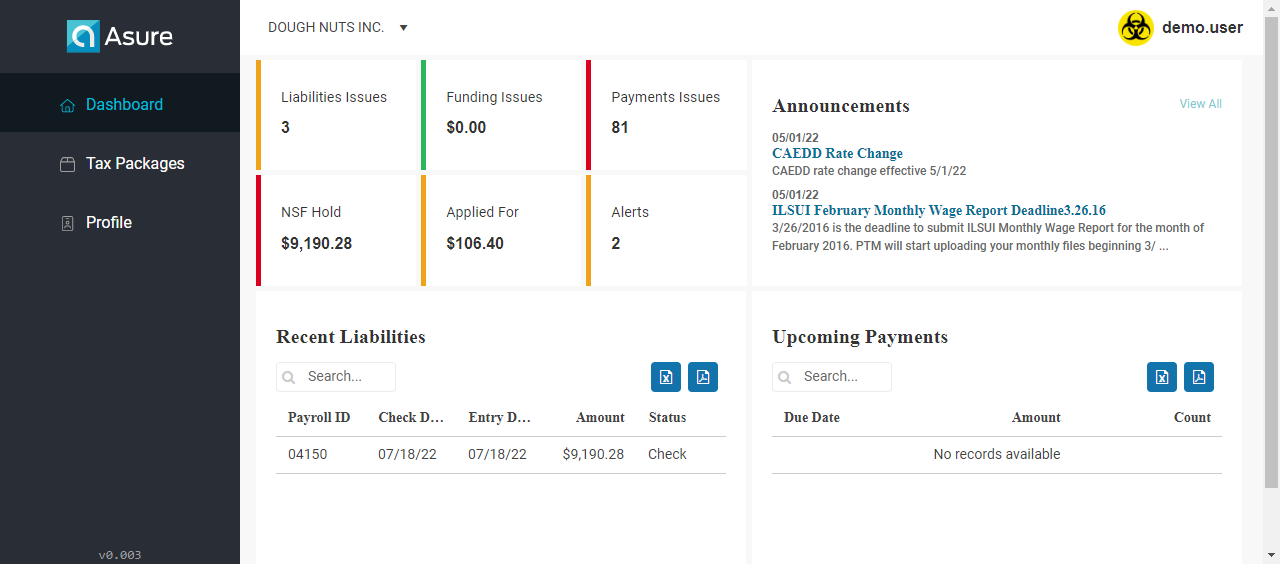 Asure
DOUGH NUTS INC.
demo.user
Dashboard
Tax Packages
Profile
v0.003
Liabilities Issues
3
Funding Issues
$0.00
Payments Issues
81
NSF Hold
$9,190.28
Applied For
$106.40
Alerts
2
Announcements
View All
05/01/22
CAEDD Rate Change
CAEDD rate change effective 5/1/22
05/01/22
ILSUI February Monthly Wage Report Deadline3.26.16
3/26/2016 is the deadline to submit ILSUI Monthly Wage Report for the month of
February 2016. PTM will start uploading your monthly files beginning 3/ ...
Recent Liabilities
Search...
Payroll ID Check D... Entry D... Amount Status
04150 07/18/22 07/18/22 $9,190.28 Check
Upcoming Payments
Search...
Due Date Amount Count
No records available